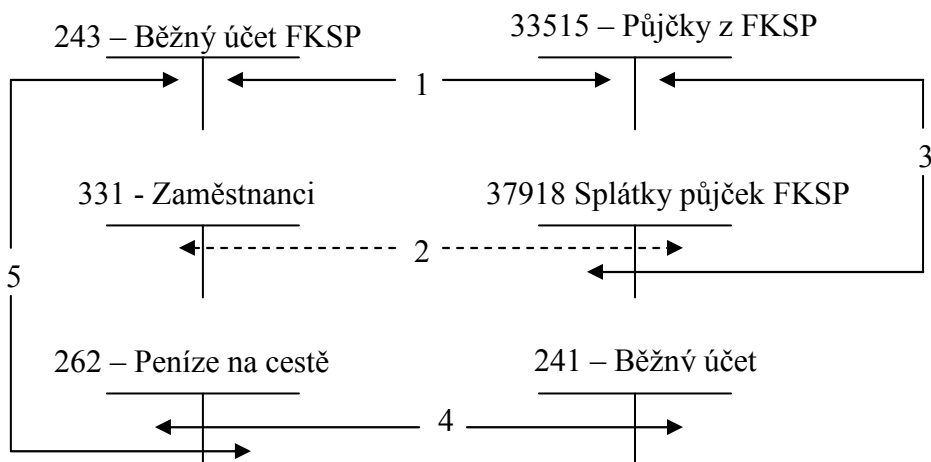 243 – Běžný účet FKSP
33515 – Půjčky z FKSP
1
3
331 - Zaměstnanci
37918 Splátky půjček FKSP
2
5
262 – Peníze na cestě
241 – Běžný účet
4